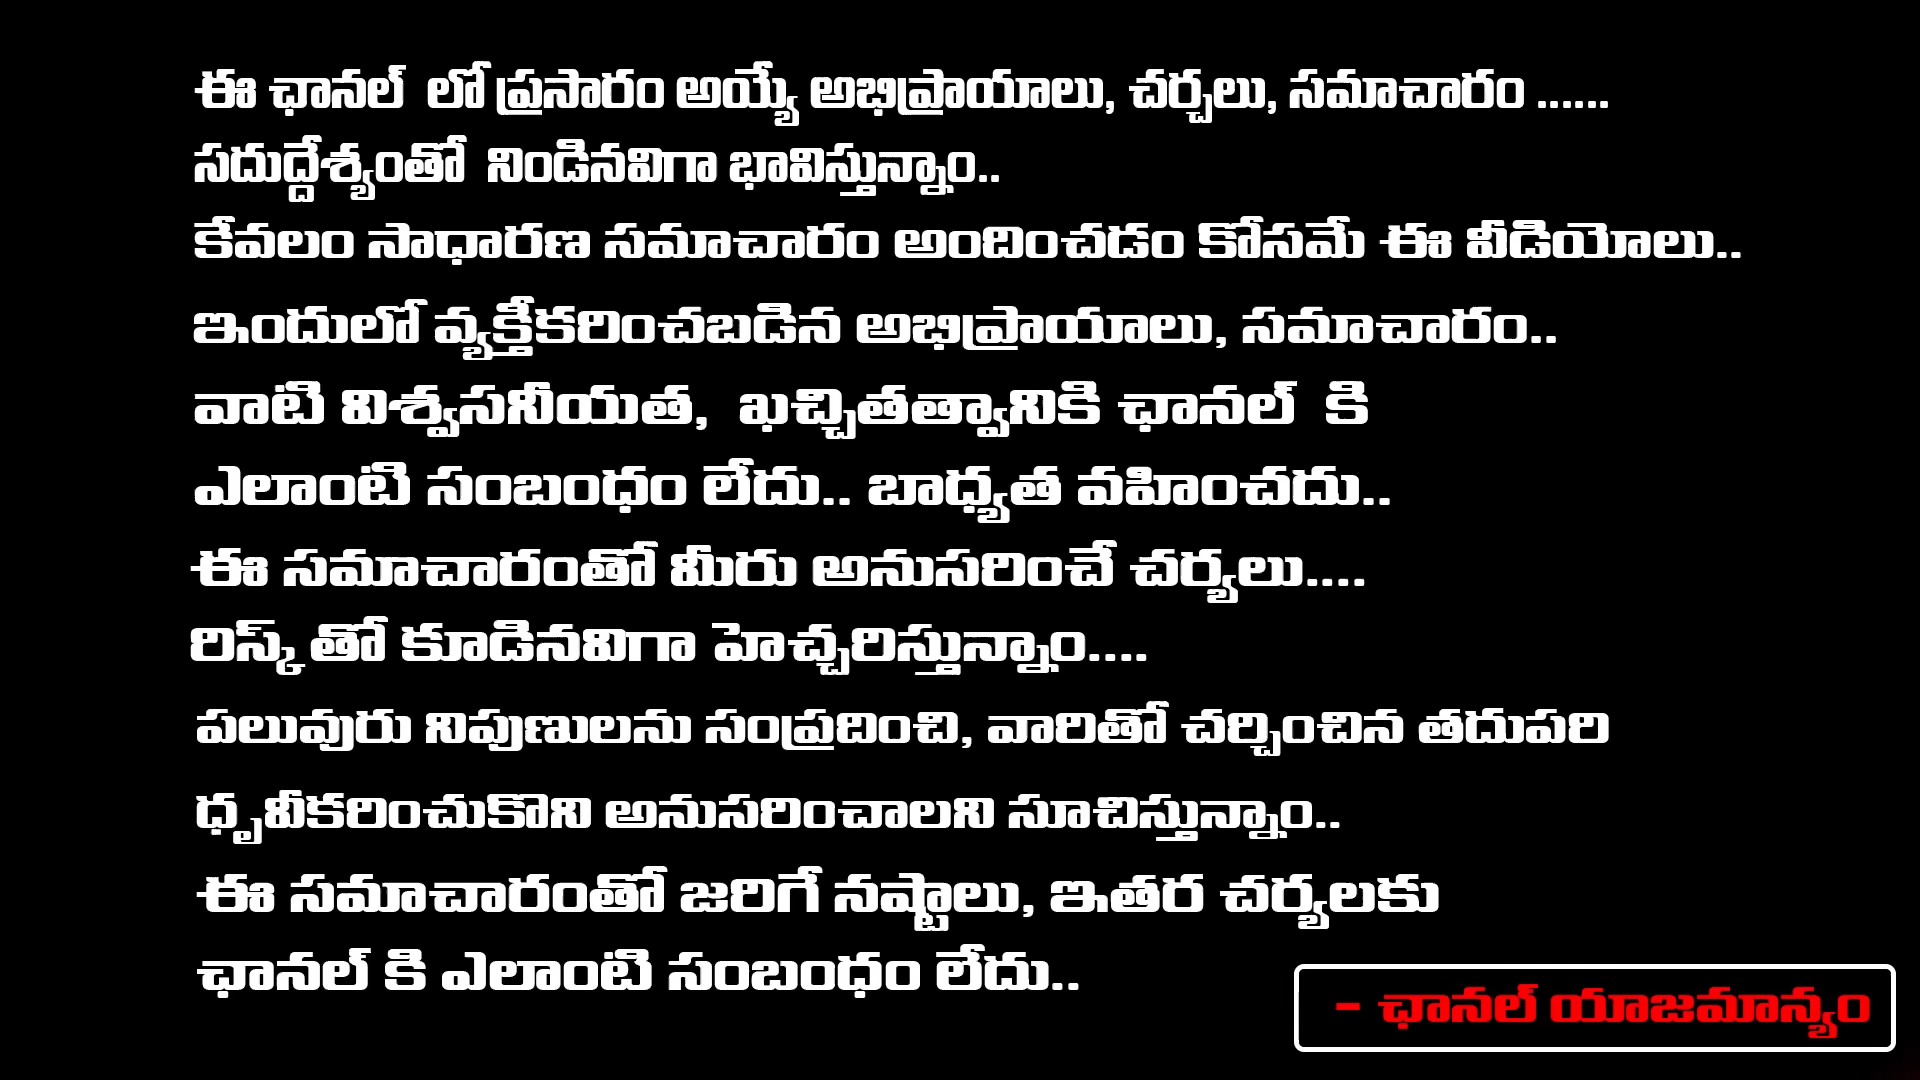 ఈ ఛానల్ లో ప్రసారం అయ్యే అభిప్రాయాలు, చర్చలు, సమాచారం ......
సదుద్దేశ్యంతో నిండినవిగా భావిస్తున్నాం..
కేవలం సాధారణ సమాచారం అందించడం కోసమే ఈ వీడియోలు..
ఇందులో వ్యక్తీకరించబడిన అభిప్రాయాలు, సమాచారం..
వాటి విశ్వసనీయత, ఖచ్చితత్వానికి ఛానల్ కి
ఎలాంటి సంబంధం లేదు.. బాధ్యత వహించదు..
ఈ సమాచారంతో మీరు అనుసరించే చర్యలు....
రిస్క్ తో కూడినవిగా హెచ్చరిస్తున్నాం....
పలువురు నిపుణులను సంప్రదించి, వారితో చర్చించిన తదుపరి
ధృవీకరించుకొని అనుసరించాలని సూచిస్తున్నాం..
ఈ సమాచారంతో జరిగే నష్టాలు, ఇతర చర్యలకు
ఛానల్ కి ఎలాంటి సంబంధం లేదు..
- ఛానల్ యాజమాన్యం